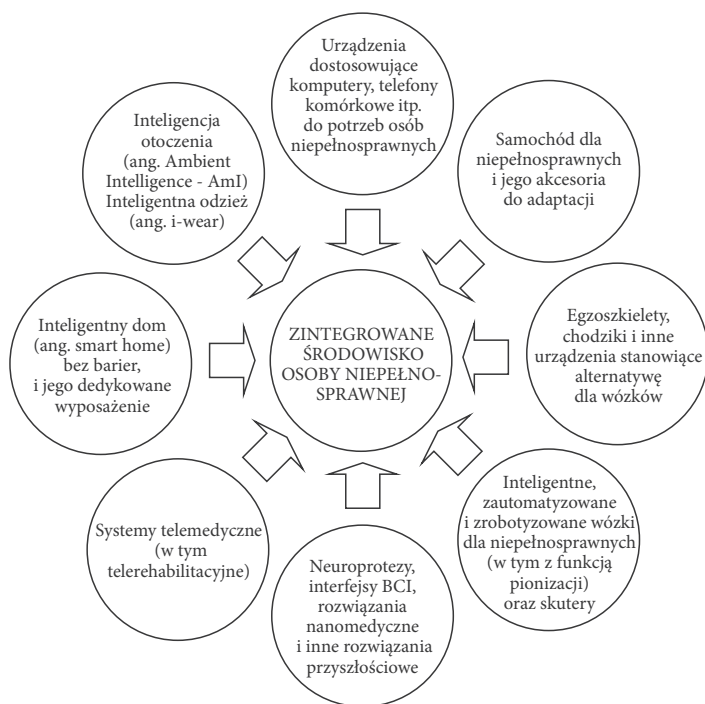 Urządzenia
dostosowujące
komputery, telefony
komórkowe itp.
do potrzeb osób
niepełnosprawnych
Inteligencja
otoczenia
(ang. Ambient
Intelligence - AmI)
Inteligentna odzież
(ang. i-wear)
Samochód dla
niepełnosprawnych
i jego akcesoria
do adaptacji
Inteligentny dom
(ang. smart home)
bez barier,
i jego dedykowane
wyposażenie
ZINTEGROWANE
ŚRODOWISKO
OSOBY NIEPEŁNO-
SPRAWNEJ
Egzoszkielety,
chodziki i inne
urządzenia stanowiące
alternatywę
dla wózków
Systemy telemedyczne
(w tym
telerehabilitacyjne)
Neuroprotezy,
interfejsy BCI,
rozwiązania
nanomedyczne
i inne rozwiązania
przyszłościowe
Inteligentne,
zautomatyzowane
i zrobotyzowane wózki
dla niepełnosprawnych
(w tym z funkcją
pionizacji)
oraz skutery